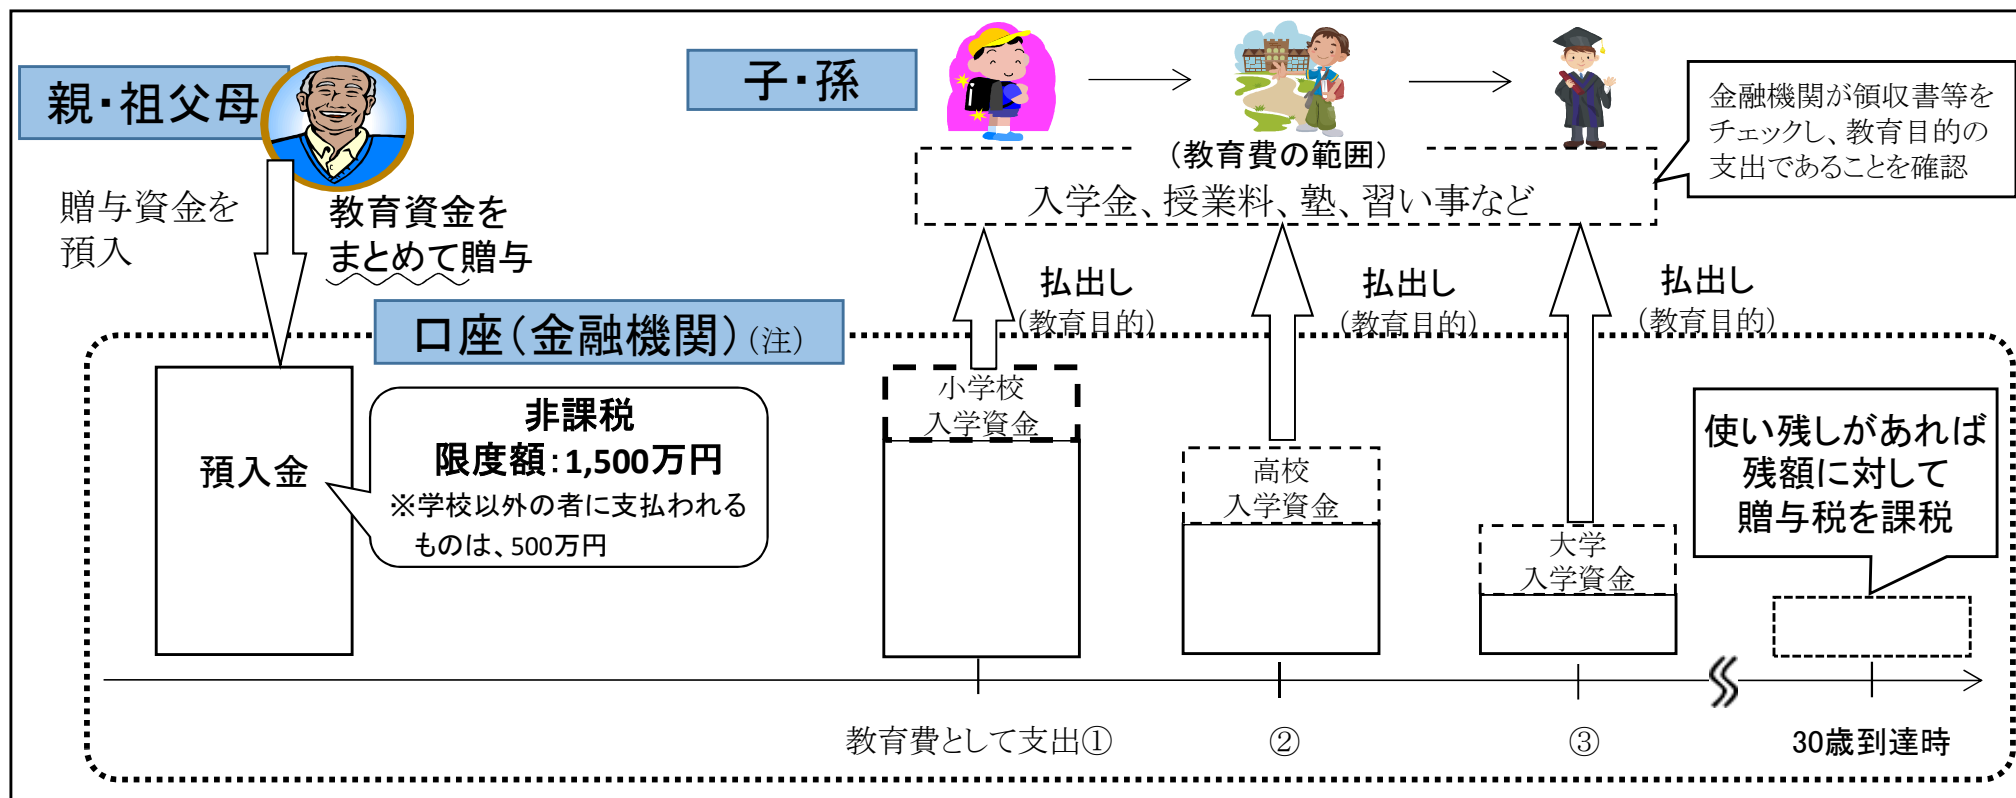 親・祖父母
子・孫
金融機関が領収書等を
チェックし、教育目的の
支出であることを確認
(教育費の範囲)
入学金、授業料、塾、習い事など
贈与資金を
預入
教育資金を
まとめて贈与
払出し
(教育目的)
払出し
(教育目的)
払出し
(教育目的)
口座(金融機関)(注)
預入金
非課税
限度額:1,500万円
※学校以外の者に支払われる
ものは、500万円
小学校
入学資金
高校
入学資金
大学
入学資金
使い残しがあれば
残額に対して
贈与税を課税
教育費として支出①
②
③
30歳到達時